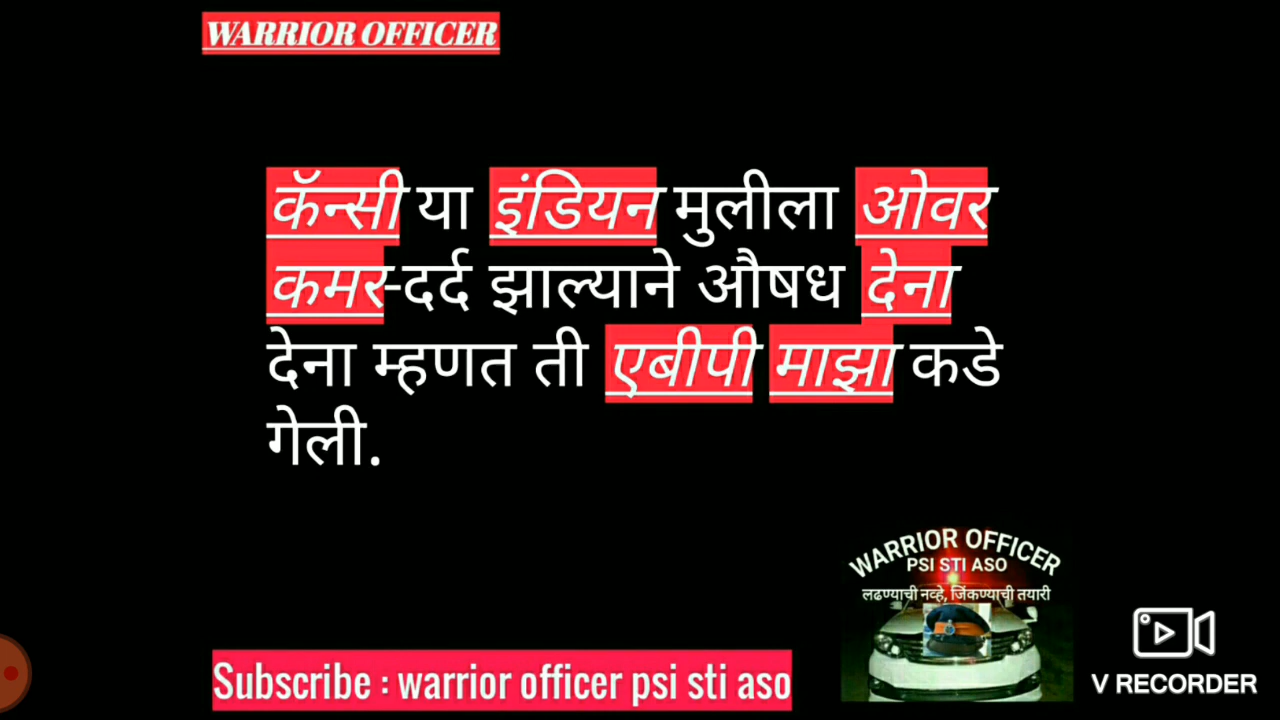 WARRIOR OFFICER
कॅन्सी या इंडियन मुलीला ओवर
कमर-दर्द झाल्याने औषध देना
देना म्हणत ती एबीपी माझा कडे
गेली.
WARRIOR OFFICER
PSI STI ASO
लढण्याची नव्हे, जिंकण्याची तयारी
Subscribe : warrior officer psi sti aso
V RECORDER